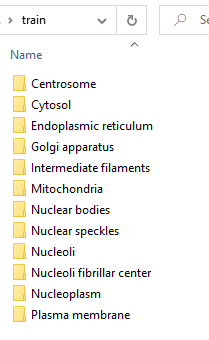 train
Se
Name
Centrosome
Cytosol
Endoplasmic reticulum
Golgi apparatus
Intermediate filaments
Mitochondria
Nuclear bodies
Nuclear speckles
Nucleoli
Nucleoli fibrillar center
Nucleoplasm
Plasma membrane